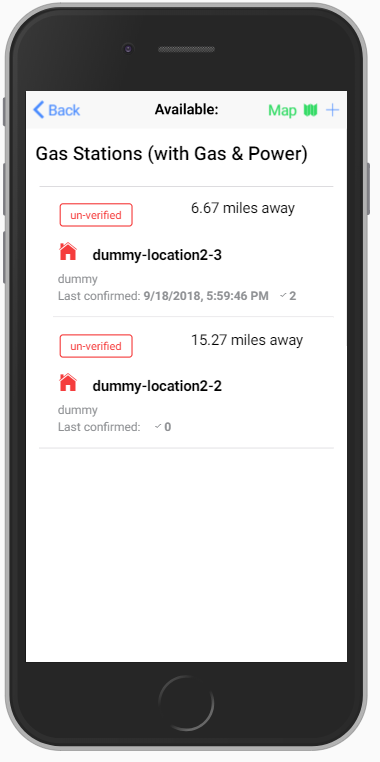 Back Available: Map
Gas Stations (with Gas & Power)
un-verified 6.67 miles away
dummy-location2-3
dummy
Last confirmed: 9/18/2018, 5:59:46 PM ✓ 2
un-verified 15.27 miles away
dummy-location2-2
dummy
Last confirmed: ✓ 0